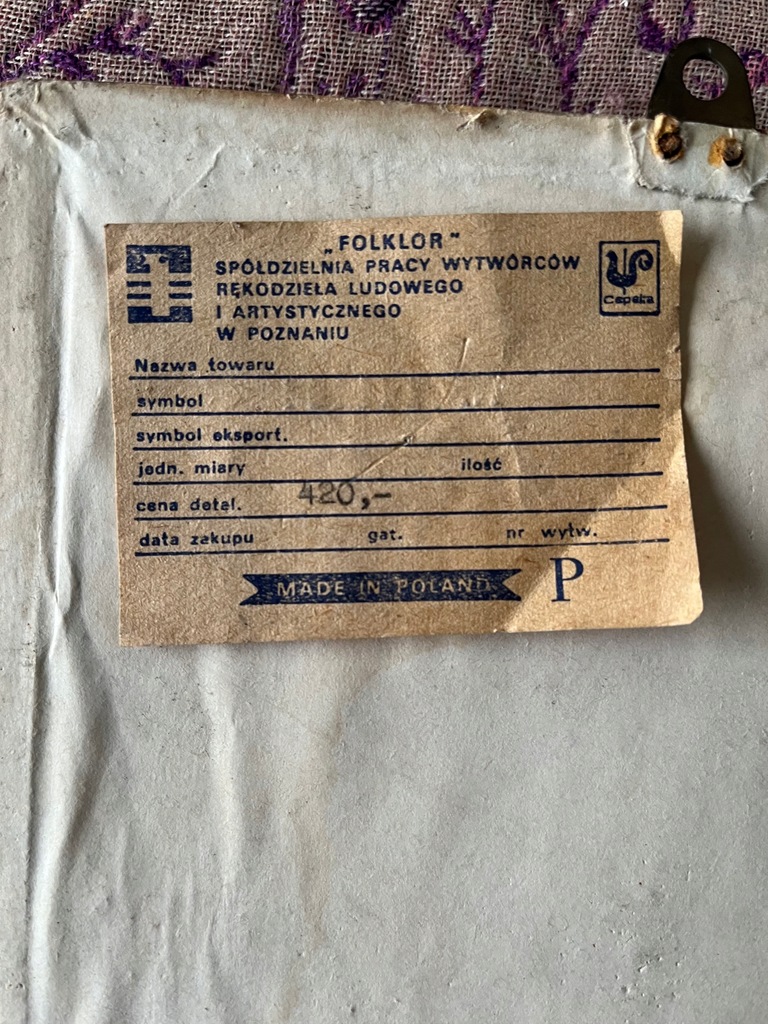 „FOLKLOR"
SPÓŁDZIELNIA PRACY WYTWÓRCÓW
RĘKODZIEŁA LUDOWEGO
I ARTYSTYCZNEGO
W POZNANIU
Cepelia
Nazwa towaru
symbol
symbol eksport.
jedn. miary ilość
cena detal. 420,-
data zakupu gat. nr wytw.
MADE IN POLAND P